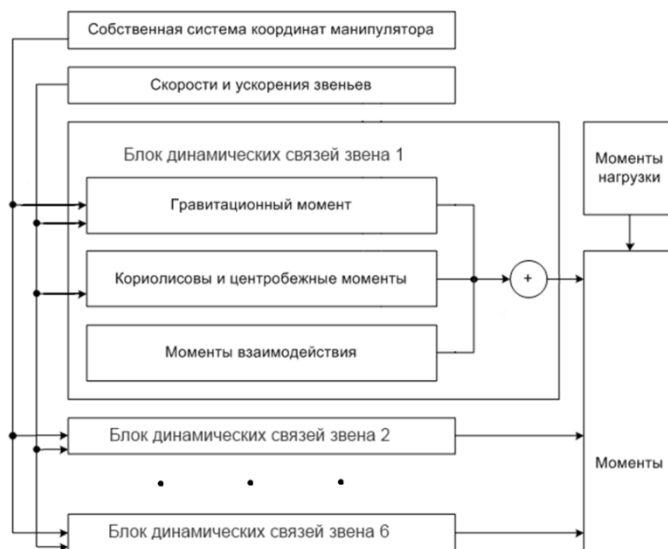 Собственная система координат манипулятора
Скорости и ускорения звеньев
Блок динамических связей звена 1
Моменты
нагрузки
Гравитационный момент
Кориолисовы и центробежные моменты
+
Моменты взаимодействия
Блок динамических связей звена 2
Моменты
Блок динамических связей звена 6